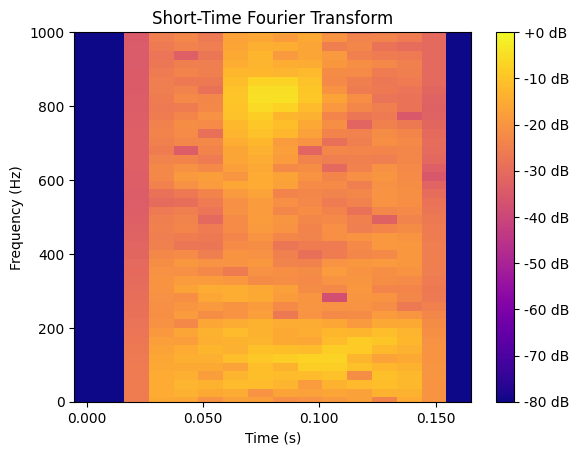 Short-Time Fourier Transform
1000
800
600
400
200
0
Frequency (Hz)
0.000
0.050
0.100
0.150
Time (s)
+0 dB
-10 dB
-20 dB
-30 dB
-40 dB
-50 dB
-60 dB
-70 dB
-80 dB